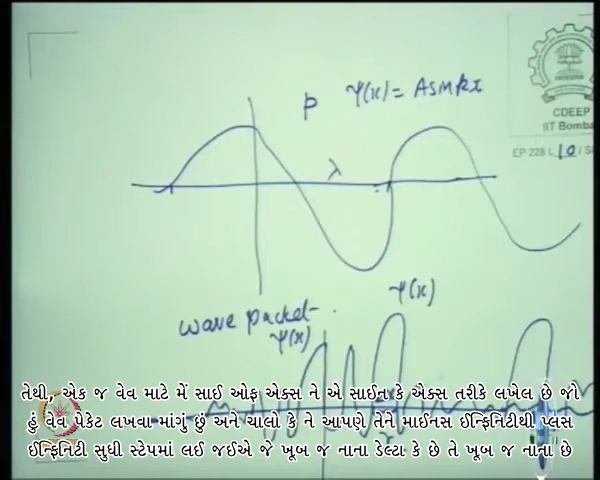 CDEEP
IIT Bombay
EP 228 L 10 / S
p ψ(x) = A sin kx
λ
wave packet
ψ(x)
ψ(x)
તેથી, એક જ વેવ માટે મેં સાઈ ઓફ એક્સ ને એ સાઈન કે ઍક્સ તરીકે લખેલ છે જો
હું વેવ પેકેટ લખવા માંગું છું અને ચાલો કે ને આપણે તેને માઈનસ ઈન્ફિનિટીથી પ્લસ
ઈન્ફિનિટી સુધી સ્ટેપમાં લઈ જઈએ જે ખૂબ જ નાના ડેલ્ટા કે છે તે ખૂબ જ નાના છે